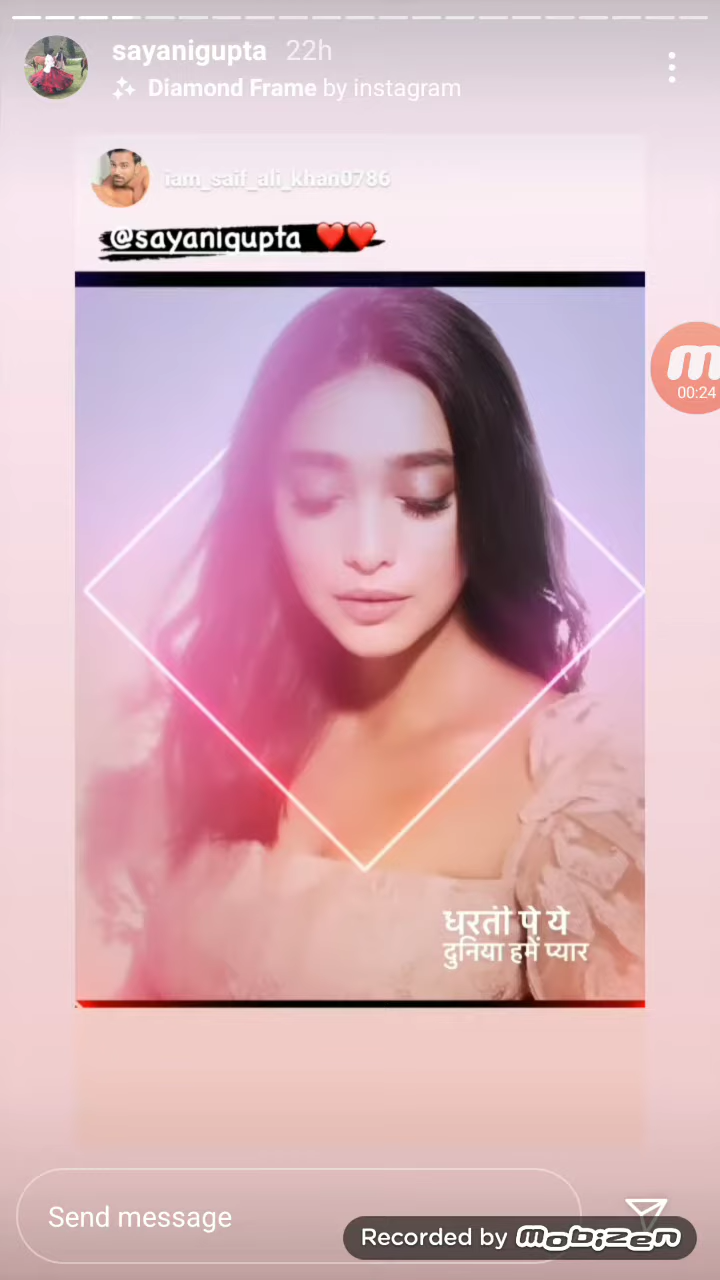 sayanigupta 22h
Diamond Frame by instagram
iam_saif_ali_khan0786
@sayanigupta ❤️❤️
m
00:24
धरती पे ये
दुनिया हमें प्यार
Send message
Recorded by mobizen